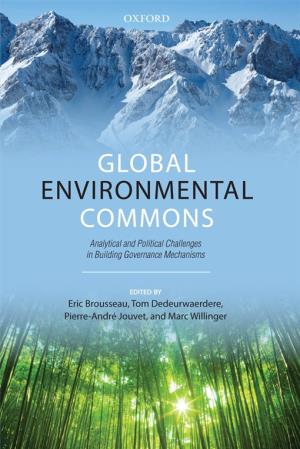 OXFORD
GLOBAL
ENVIRONMENTAL
COMMONS
Analytical and Political Challenges
in Building Governance Mechanisms
EDITED BY
Eric Brousseau, Tom Dedeurwaerdere,
Pierre-André Jouvet, and Marc Willinger